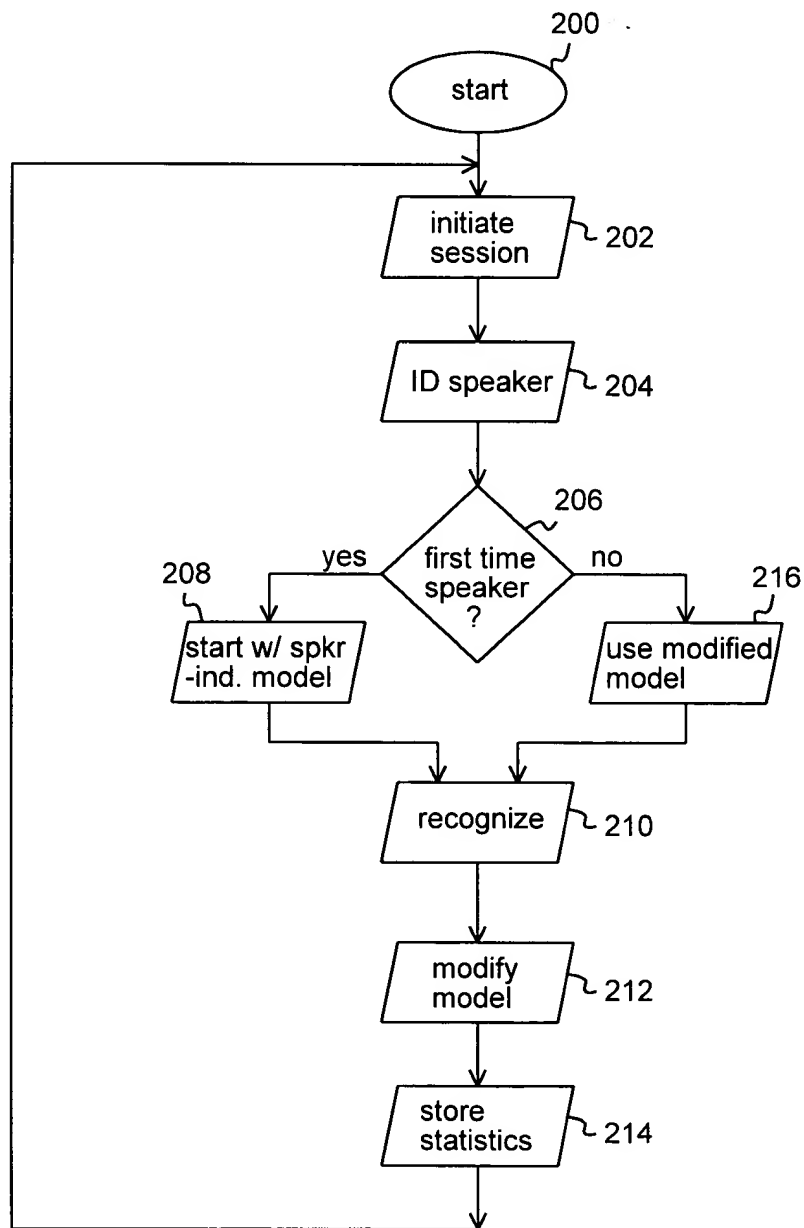 200
start
initiate
session
202
ID speaker
204
206
yes
first time
speaker
?
no
208
216
start w/ spkr
-ind. model
use modified
model
recognize
210
modify
model
212
store
statistics
214